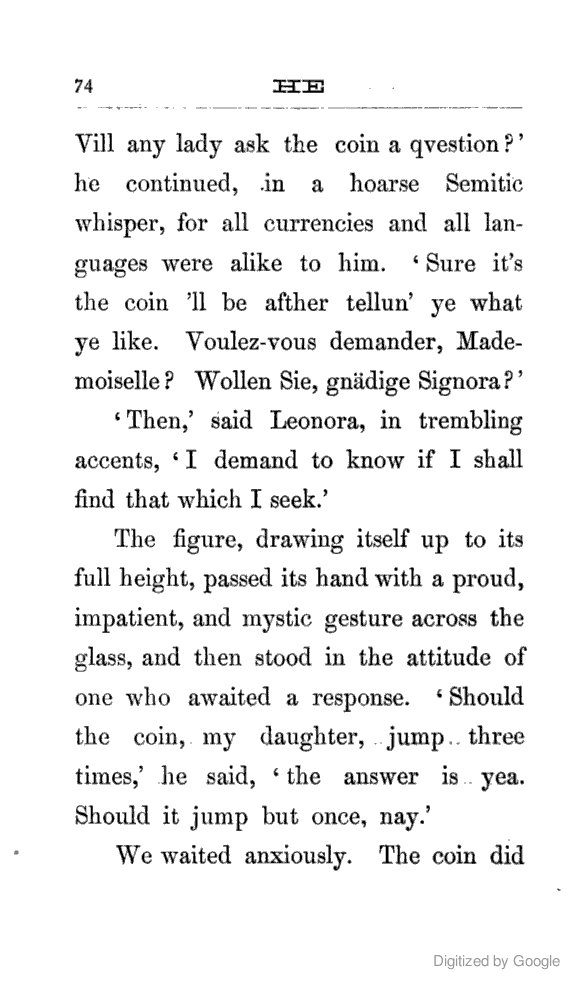 74 HE
Vill any lady ask the coin a qvestion?’
he continued, in a hoarse Semitic
whisper, for all currencies and all lan-
guages were alike to him. ‘Sure it’s
the coin ’ll be afther tellun’ ye what
ye like. Voulez-vous demander, Made-
moiselle? Wollen Sie, gnädige Signora?’
‘Then,’ said Leonora, in trembling
accents, ‘I demand to know if I shall
find that which I seek.’
The figure, drawing itself up to its
full height, passed its hand with a proud,
impatient, and mystic gesture across the
glass, and then stood in the attitude of
one who awaited a response. ‘Should
the coin, my daughter, jump three
times,’ he said, ‘the answer is yea.
Should it jump but once, nay.’
We waited anxiously. The coin did
Digitized by Google